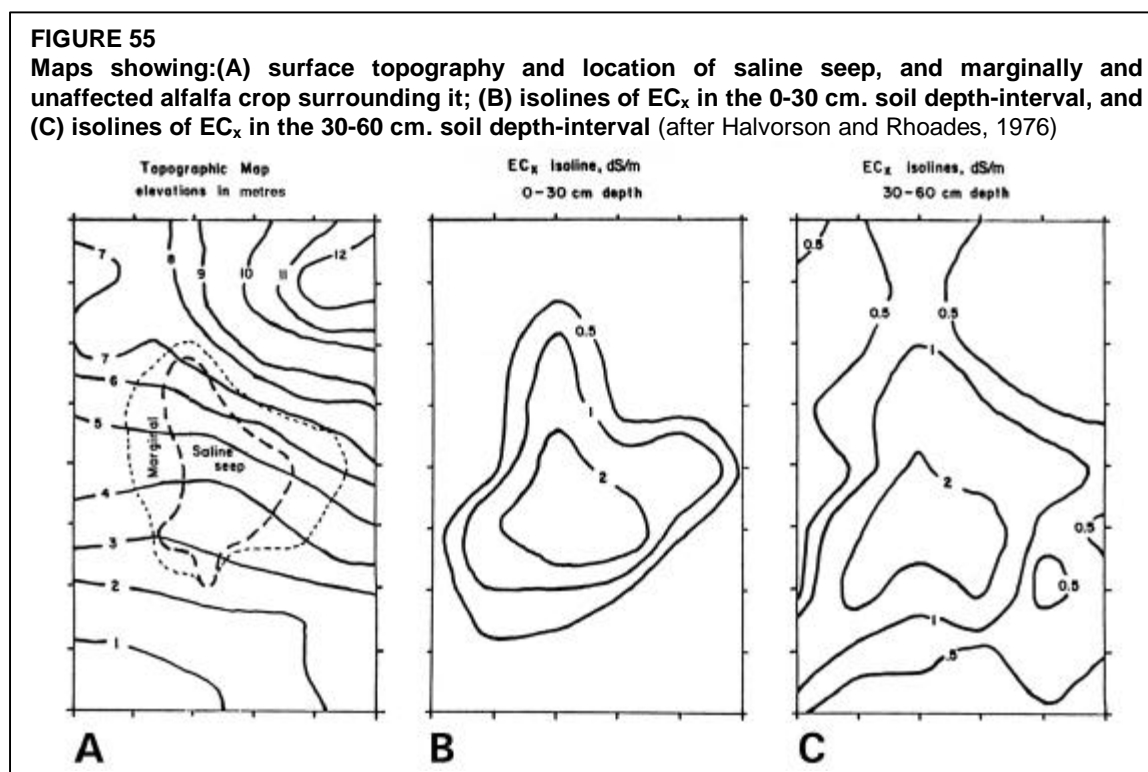 FIGURE 55
Maps showing:(A) surface topography and location of saline seep, and marginally and
unaffected alfalfa crop surrounding it; (B) isolines of ECx in the 0-30 cm. soil depth-interval, and
(C) isolines of ECx in the 30-60 cm. soil depth-interval (after Halvorson and Rhoades, 1976)
Topographic Map
elevations in metres
7
8
9
10
11
12
7
6
5
4
3
2
1
Marginal
Saline
seep
A
ECx Isoline, dS/m
0-30 cm depth
0.5
1
2
B
ECx Isolines, dS/m
30-60 cm depth
0.5
0.5
0.5
1
2
0.5
0.5
1
.5
C